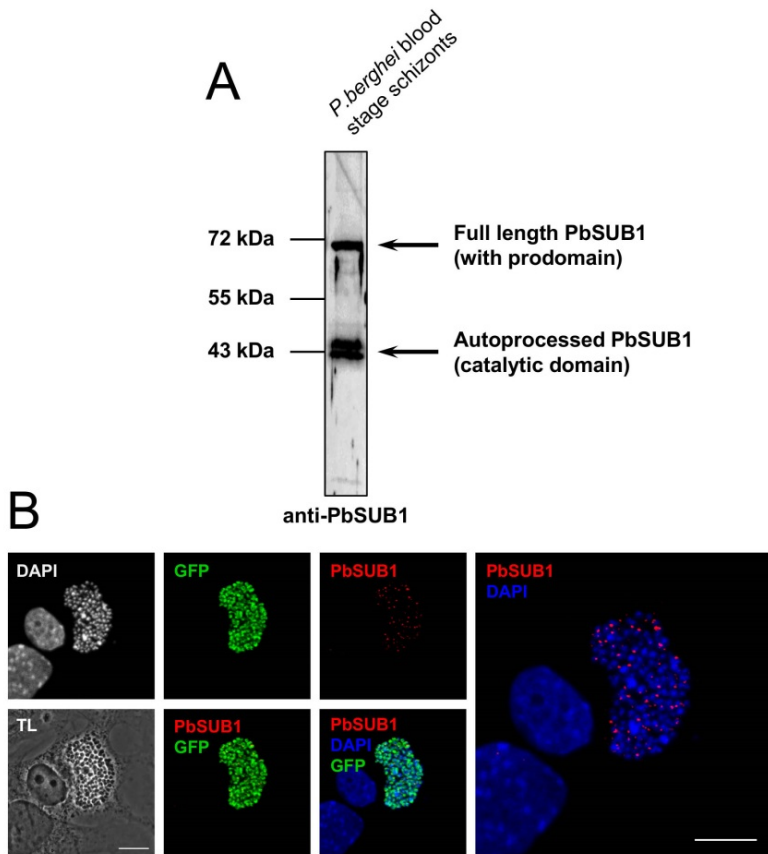 A
P.berghei blood
stage schizonts
72 kDa
Full length PbSUB1
(with prodomain)
55 kDa
43 kDa
Autoprocessed PbSUB1
(catalytic domain)
anti-PbSUB1
B
DAPI
GFP
PbSUB1
PbSUB1
DAPI
TL
PbSUB1
GFP
PbSUB1
DAPI
GFP